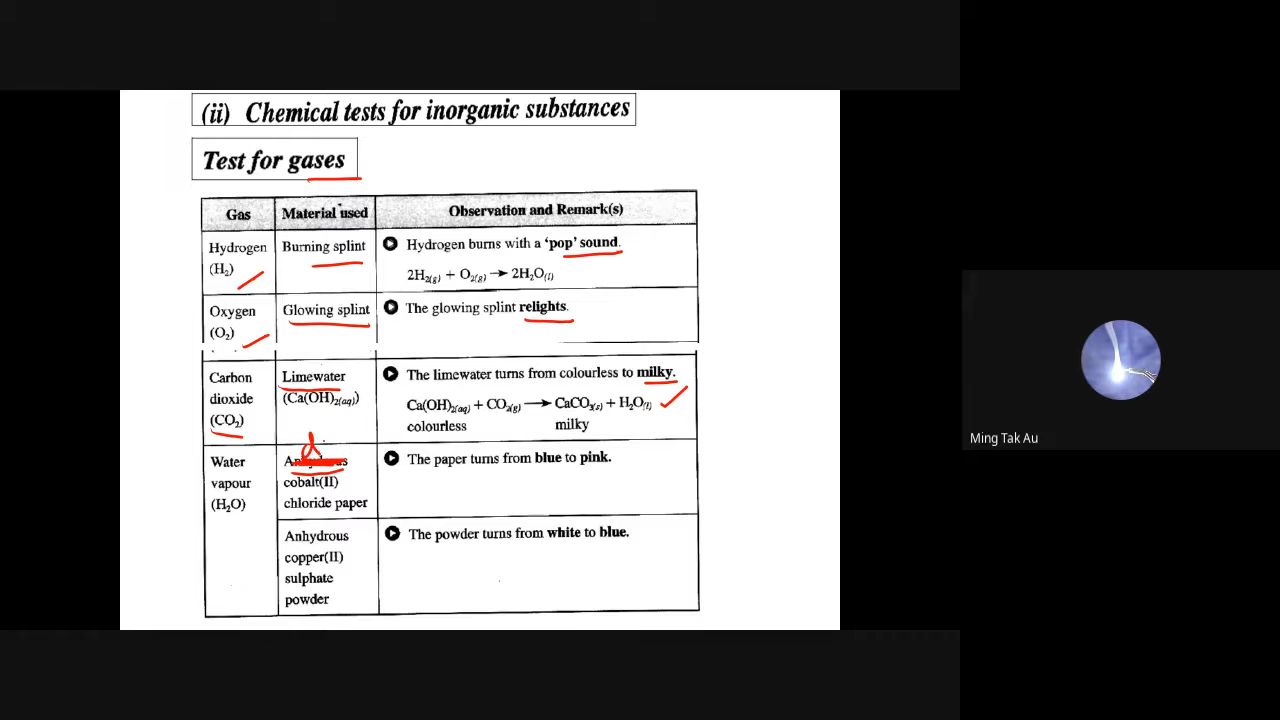 (ii) Chemical tests for inorganic substances
Test for gases
Gas
Material used
Observation and Remark(s)
Hydrogen
(H₂)
Burning splint
Hydrogen burns with a ‘pop’ sound.
2H₂(g) + O₂(g) → 2H₂O(l)
Oxygen
(O₂)
Glowing splint
The glowing splint relights.
Carbon
dioxide
(CO₂)
Limewater
(Ca(OH)₂(aq))
The limewater turns from colourless to milky.
Ca(OH)₂(aq) + CO₂(g) → CaCO₃(s) + H₂O(l)
colourless milky
Water
vapour
(H₂O)
d
cobalt(II)
chloride paper
The paper turns from blue to pink.
Anhydrous
copper(II)
sulphate
powder
The powder turns from white to blue.
Ming Tak Au